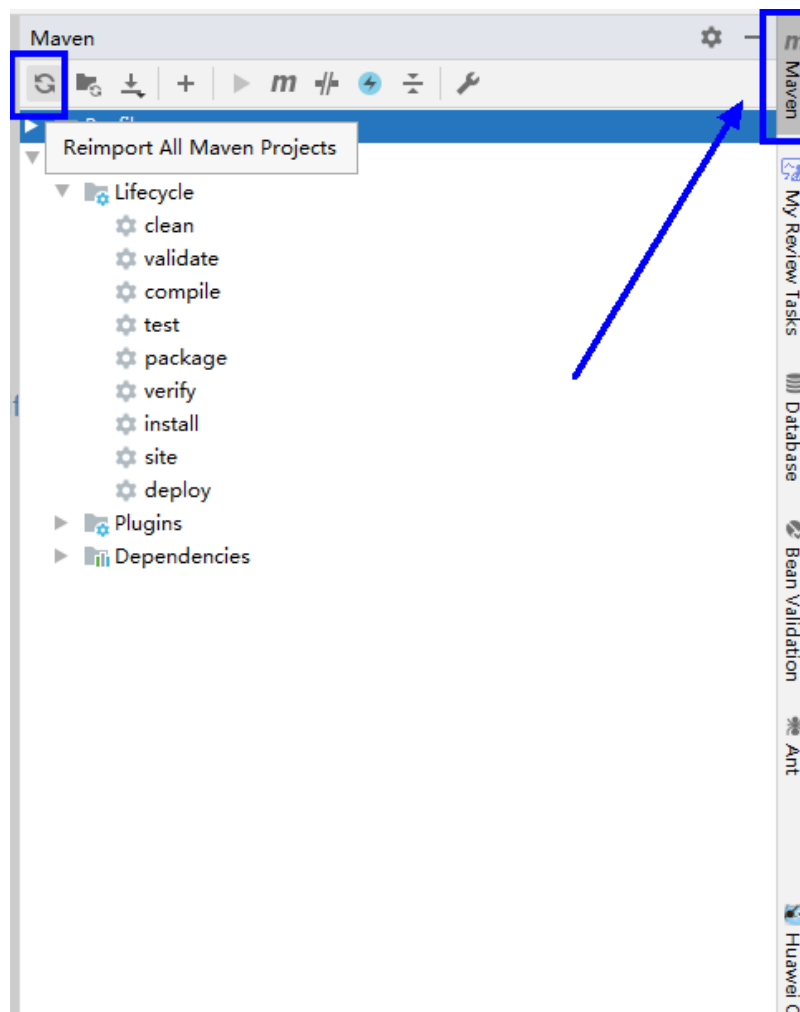 Maven
Reimport All Maven Projects
Lifecycle
clean
validate
compile
test
package
verify
install
site
deploy
Plugins
Dependencies
Maven
My Review Tasks
Database
Bean Validation
Ant
Huawei